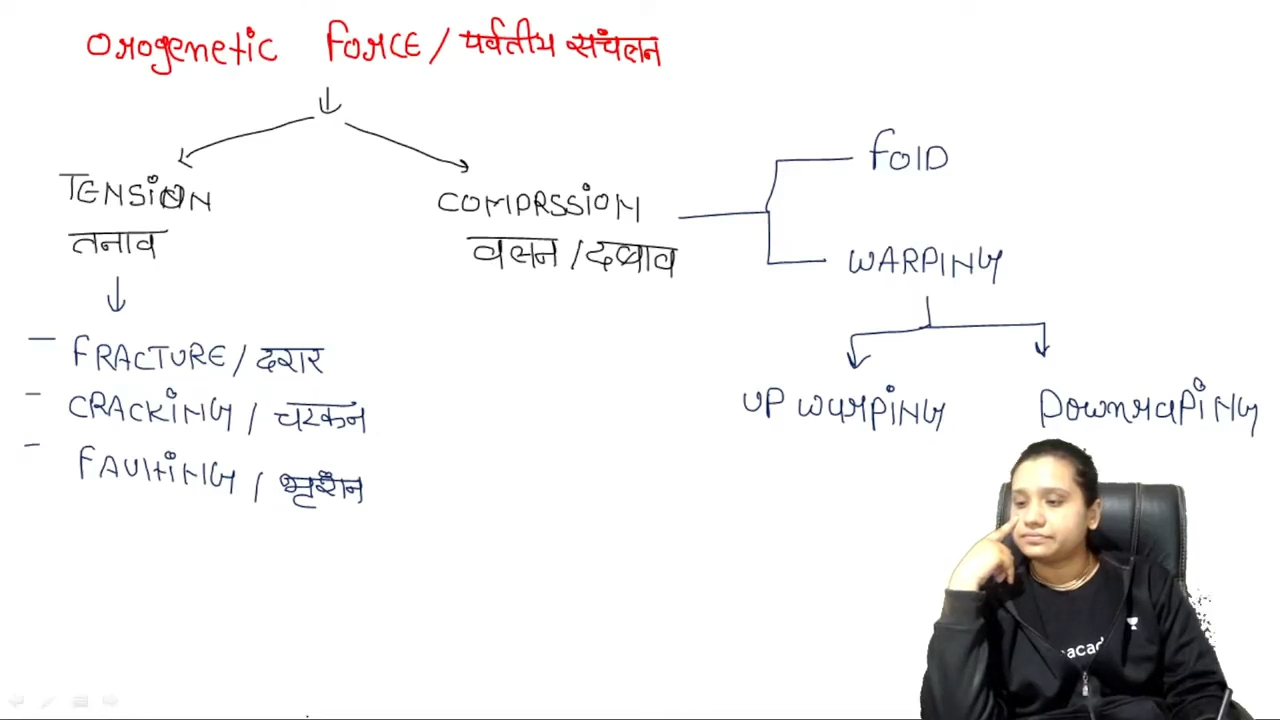 Orogenetic Force / पर्वतीय संचलन
TENSION
तनाव
COMPRSSION
वलन / दबाव
FOlD
WARPING
UP WARPING
DOWNRAPING
FRACTURE / दरार
CRACKING / चटकन
FAUlTING / भ्रंशन
acad